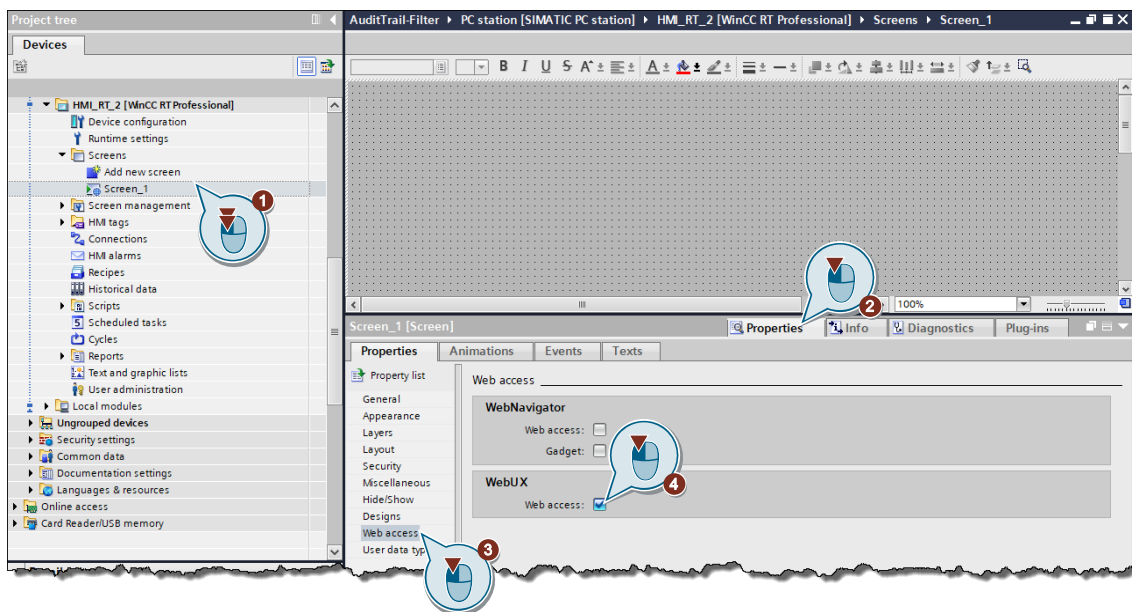 Project tree
Devices
HMI_RT_2 [WinCC RT Professional]
Device configuration
Runtime settings
Screens
Add new screen
Screen_1
Screen management
HMI tags
Connections
HMI alarms
Recipes
Historical data
Scripts
Scheduled tasks
Cycles
Reports
Text and graphic lists
User administration
Local modules
Ungrouped devices
Security settings
Common data
Documentation settings
Languages & resources
Online access
Card Reader/USB memory
1
AuditTrail-Filter PC station [SIMATIC PC station] HMI_RT_2 [WinCC RT Professional] Screens Screen_1
B I U S A A
100%
2
Screen_1 [Screen]
Properties Info Diagnostics Plug-ins
Properties Animations Events Texts
Property list
General
Appearance
Layers
Layout
Security
Miscellaneous
Hide/Show
Designs
Web access
User data typ
3
Web access
WebNavigator
Web access:
Gadget:
WebUX
Web access:
4